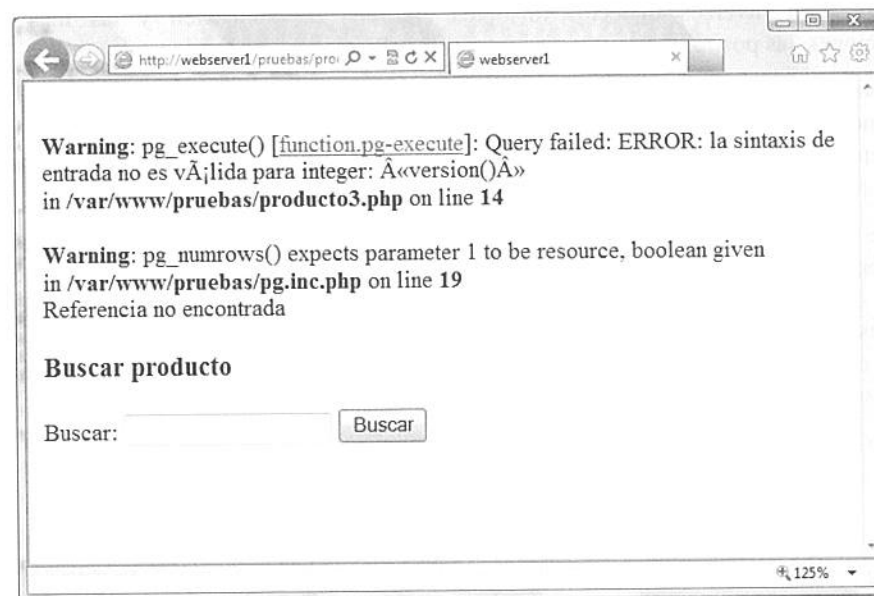 http://webserver1/pruebas/pro
webserver1
Warning: pg_execute() [function.pg-execute]: Query failed: ERROR: la sintaxis de
entrada no es vÃ¡lida para integer: Â«version()Â»
in /var/www/pruebas/producto3.php on line 14
Warning: pg_numrows() expects parameter 1 to be resource, boolean given
in /var/www/pruebas/pg.inc.php on line 19
Referencia no encontrada
Buscar producto
Buscar:
Buscar
125%